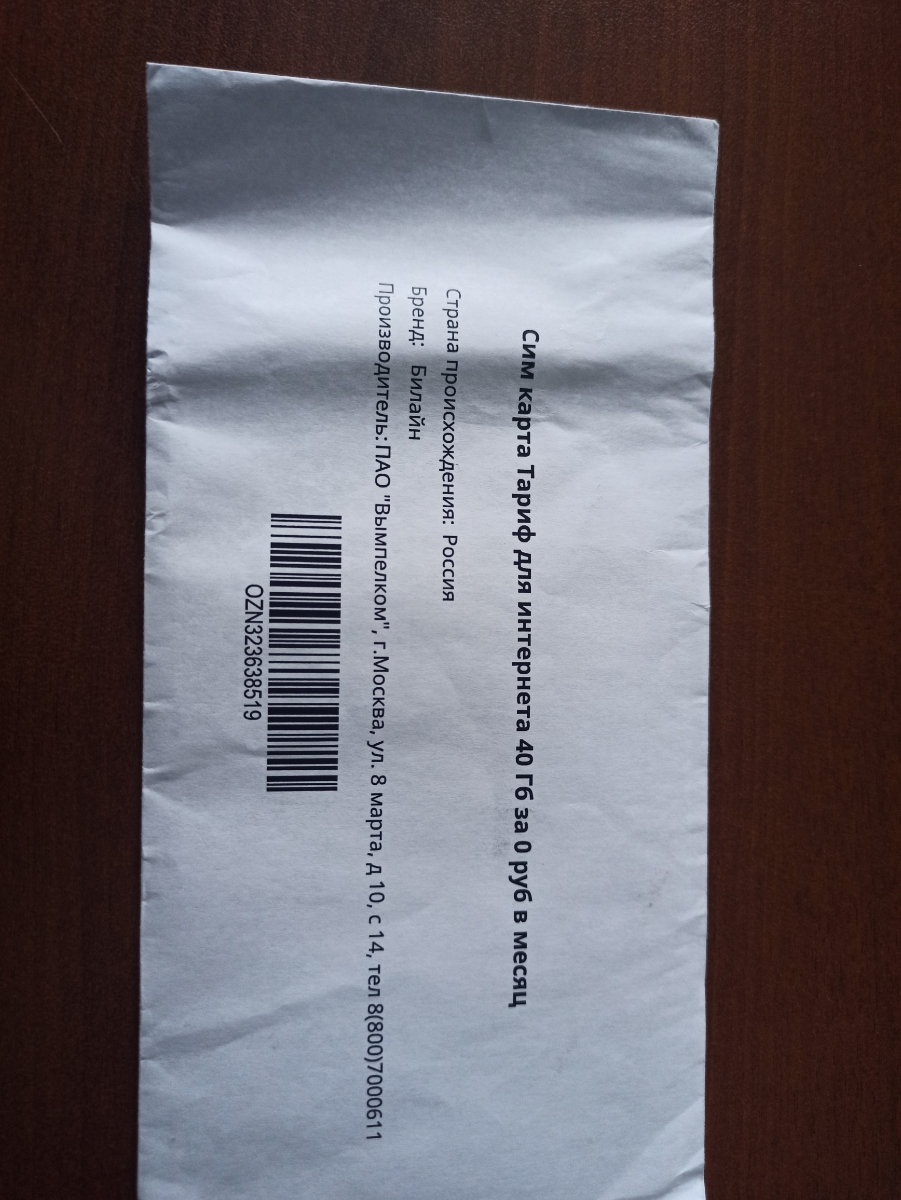 Сим карта Тариф для интернета 40 Гб за 0 руб в месяц
Страна происхождения: Россия
Бренд: Билайн
Производитель: ПАО "Вымпелком", г.Москва, ул. 8 марта, д 10, с 14, тел 8(800)7000611
OZN323638519